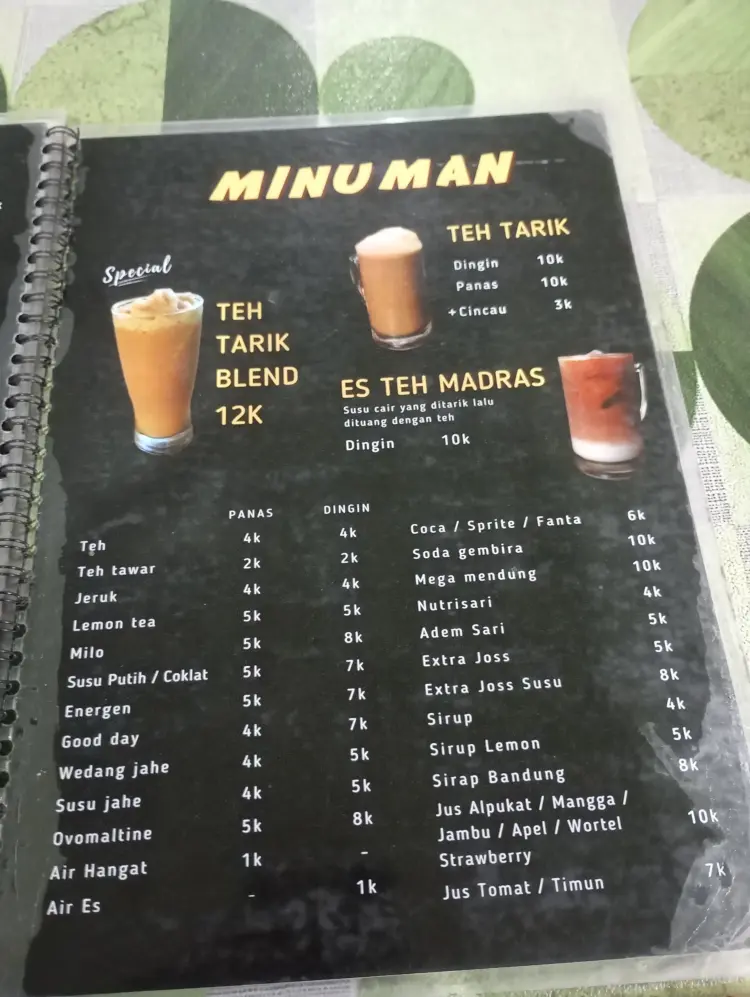 MINUMAN
Special
TEH
TARIK
BLEND
12K
TEH TARIK
Dingin 10k
Panas 10k
+Cincau 3k
ES TEH MADRAS
Susu cair yang ditarik lalu
dituang dengan teh
Dingin 10k
PANAS DINGIN
Teh 4k 4k
Teh tawar 2k 2k
Jeruk 4k 4k
Lemon tea 5k 5k
Milo 5k 8k
Susu Putih / Coklat 5k 7k
Energen 5k 7k
Good day 4k 7k
Wedang jahe 4k 5k
Susu jahe 4k 5k
Ovomaltine 5k 8k
Air Hangat 1k -
Air Es - 1k
Coca / Sprite / Fanta 6k
Soda gembira 10k
Mega mendung 10k
Nutrisari 4k
Adem Sari 5k
Extra Joss 5k
Extra Joss Susu 8k
Sirup 4k
Sirup Lemon 5k
Sirap Bandung 8k
Jus Alpukat / Mangga /
Jambu / Apel / Wortel 10k
Strawberry
Jus Tomat / Timun 7k